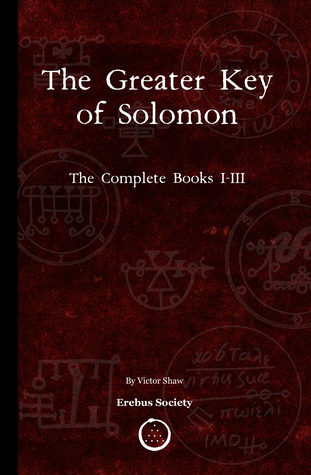 The Greater Key
of Solomon
The Complete Books I-III
By Victor Shaw
Erebus Society